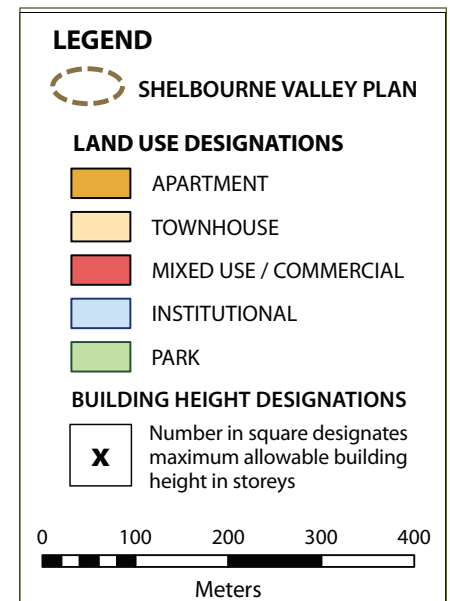 LEGEND
SHELBOURNE VALLEY PLAN
LAND USE DESIGNATIONS
APARTMENT
TOWNHOUSE
MIXED USE / COMMERCIAL
INSTITUTIONAL
PARK
BUILDING HEIGHT DESIGNATIONS
x
Number in square designates
maximum allowable building
height in storeys
0 100 200 300 400
Meters